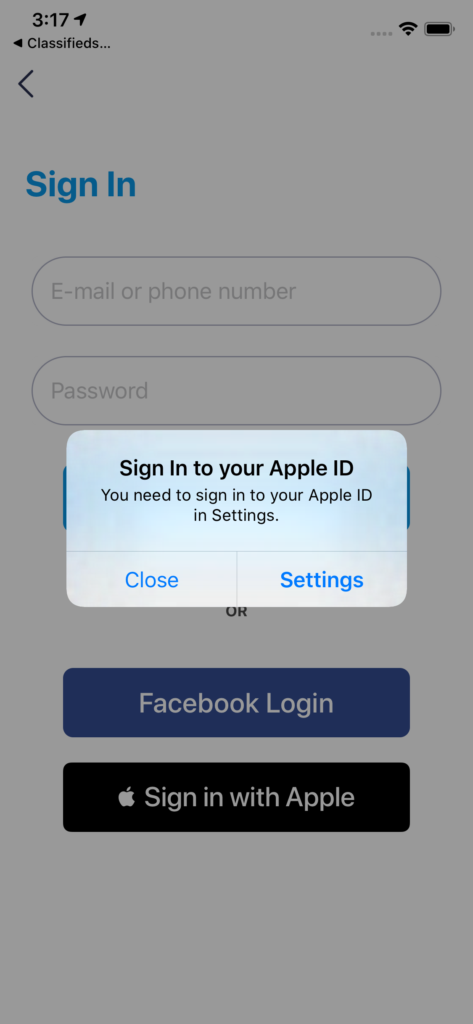 3:17
◀ Classifieds...
Sign In
E-mail or phone number
Password
Sign In to your Apple ID
You need to sign in to your Apple ID
in Settings.
Close
Settings
OR
Facebook Login
Sign in with Apple